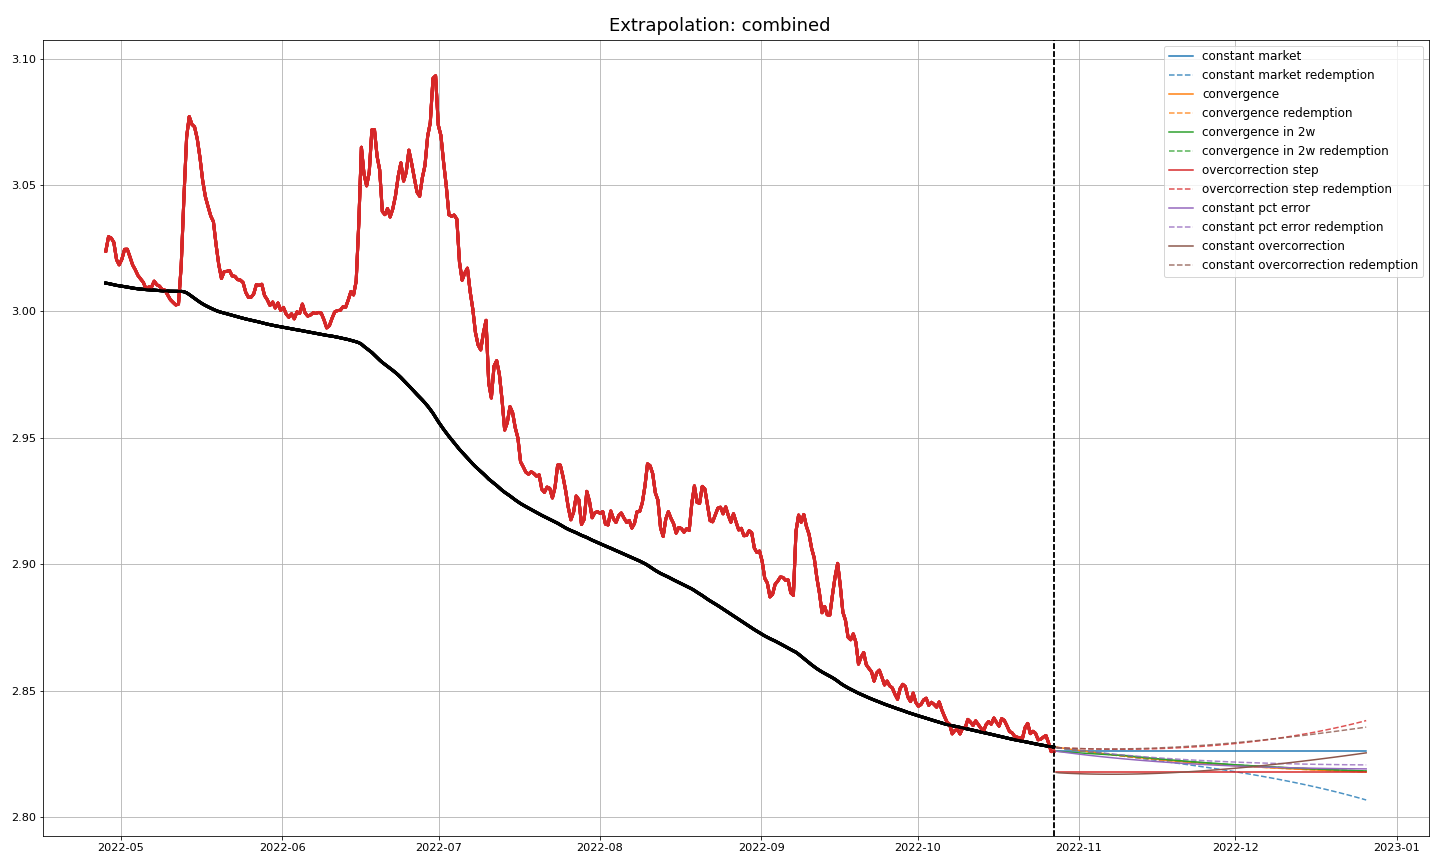 Extrapolation: combined
3.10
3.05
3.00
2.95
2.90
2.85
2.80
constant market
constant market redemption
convergence
convergence redemption
convergence in 2w
convergence in 2w redemption
overcorrection step
overcorrection step redemption
constant pct error
constant pct error redemption
constant overcorrection
constant overcorrection redemption
2022-05
2022-06
2022-07
2022-08
2022-09
2022-10
2022-11
2022-12
2023-01